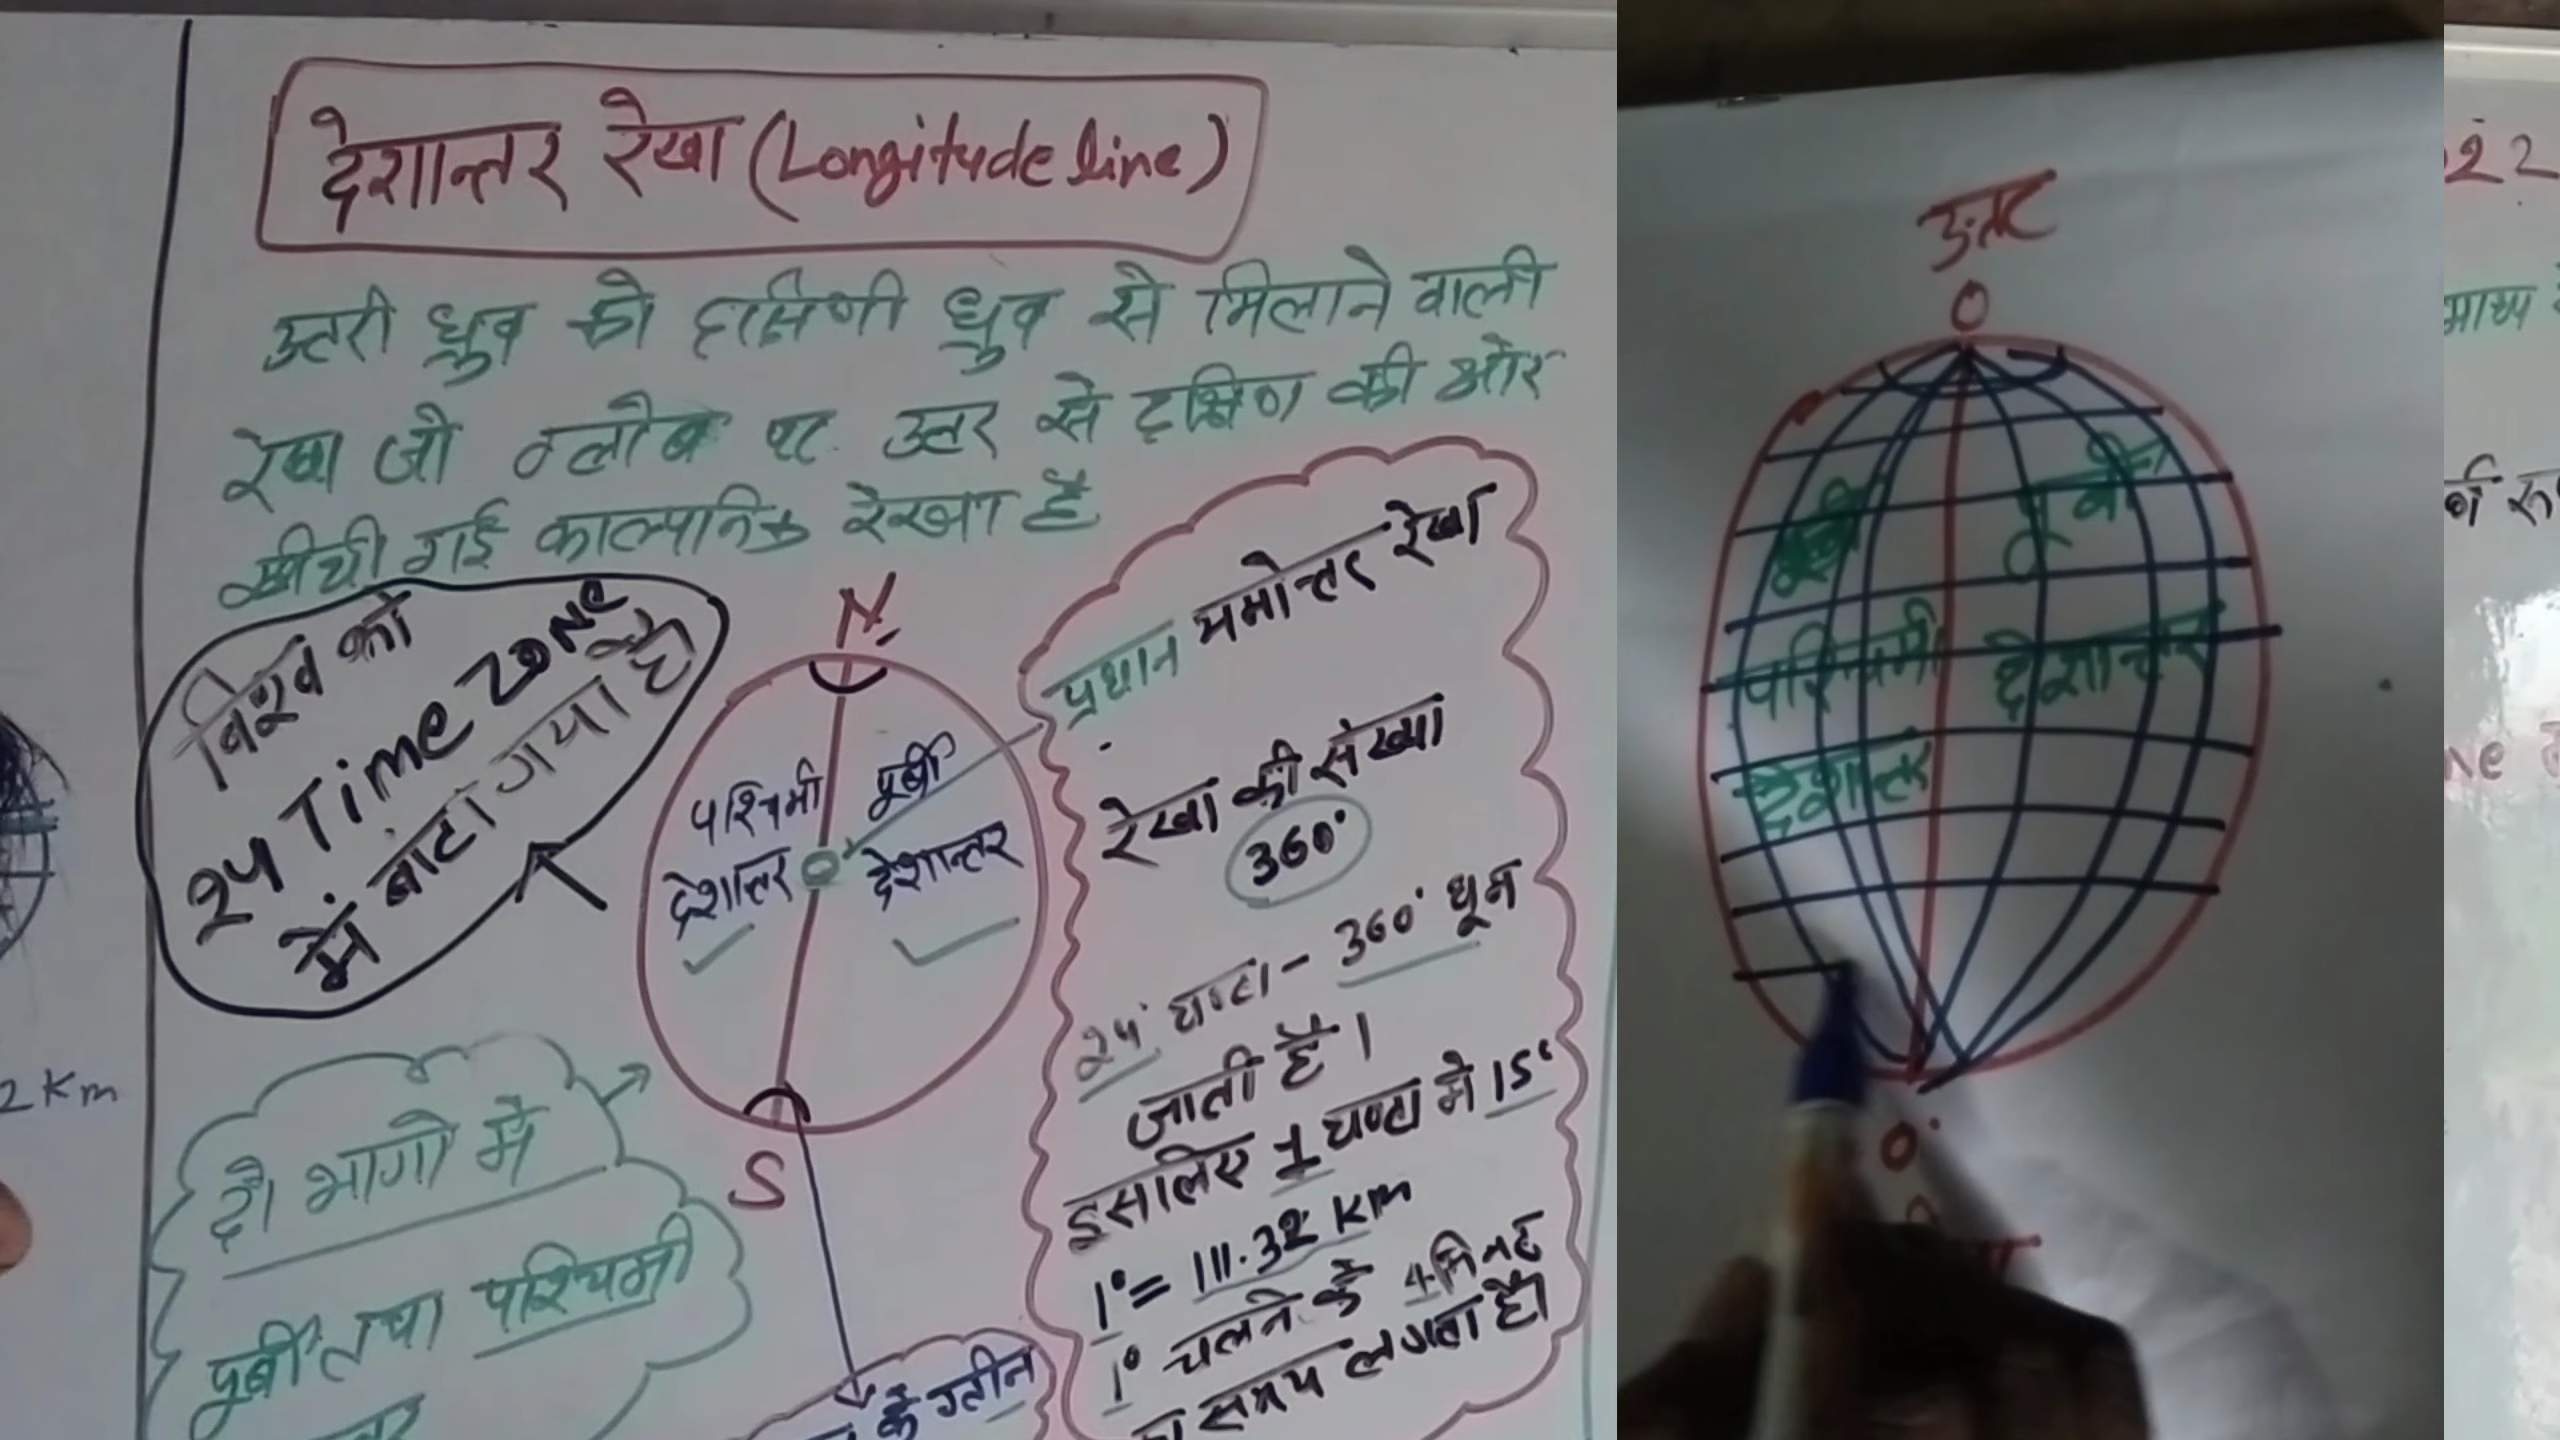 देशान्तर रेखा (Longitude line)
उत्तरी ध्रुव को दक्षिणी ध्रुव से मिलाने वाली
रेखा जो ग्लोब पर उत्तर से दक्षिण की ओर
खीची गई काल्पनिक रेखा है
विश्व को
24 Time zone
में बांटा गया है
N
पश्चिमी
देशान्तर
पूर्वी
देशान्तर
S
प्रधान यमोत्तर रेखा
रेखा की संख्या
360°
24 घण्टा - 360° घूम
जाती है।
इसलिए 1 घण्टा मे 15°
1° = 111.32 KM
1° चलने के 4 मिनट
का समय लगता है।
दो भागो में
पूर्वी तथा पश्चिमी
के ग्रीन
2 Km
उत्तर
0
पूर्वी
देशान्तर
पश्चिमी
देशान्तर
0°
22